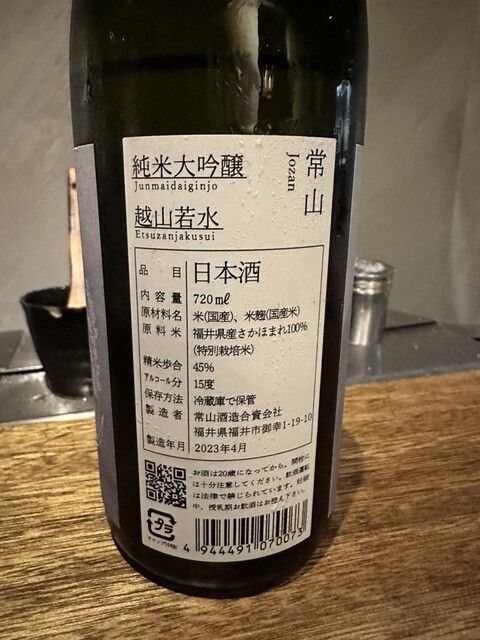 常山
Jozan
純米大吟醸
Junmaidaiginjo
越山若水
Etsuzanjakusui
品目 日本酒
内容量 720ml
原材料名 米(国産)、米麹(国産米)
原料米 福井県産さかほまれ100%
(特別栽培米)
精米歩合 45%
アルコール分 15度
保存方法 冷蔵庫で保管
製造者 常山酒造合資会社
福井県福井市御幸1-19-10
製造年月 2023年4月
お酒は20歳になってから。開栓に
は十分注意してください。飲酒運転
は法律で禁じられています。妊娠
中、授乳期お飲酒はお控え下さい。
プラ
4 944491 070073